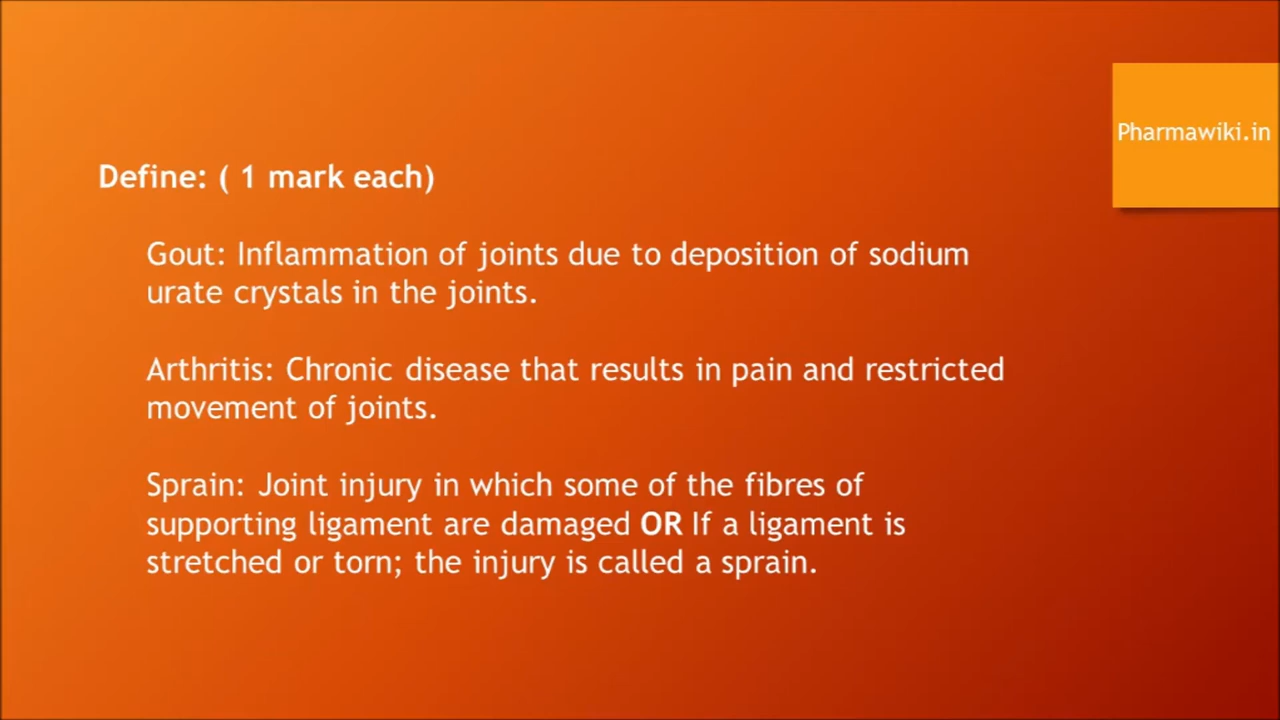 Pharmawiki.in
Define: ( 1 mark each)
Gout: Inflammation of joints due to deposition of sodium
urate crystals in the joints.
Arthritis: Chronic disease that results in pain and restricted
movement of joints.
Sprain: Joint injury in which some of the fibres of
supporting ligament are damaged OR If a ligament is
stretched or torn; the injury is called a sprain.